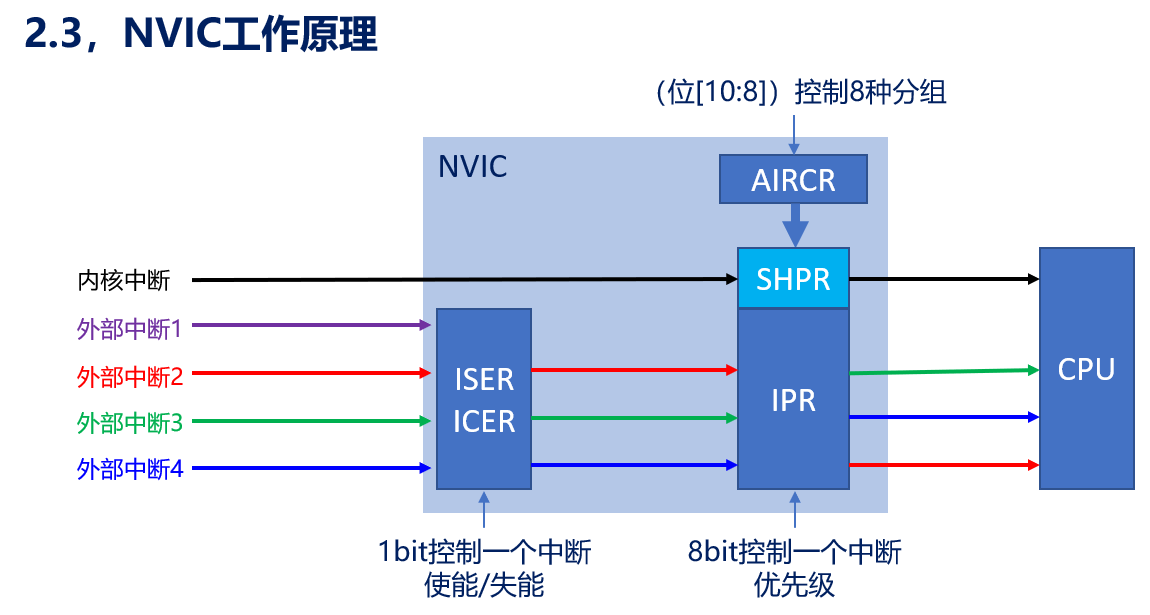 2.3，NVIC工作原理
（位[10:8]）控制8种分组
NVIC
AIRCR
内核中断
SHPR
外部中断1
外部中断2
外部中断3
外部中断4
ISER
ICER
IPR
CPU
1bit控制一个中断
使能/失能
8bit控制一个中断
优先级